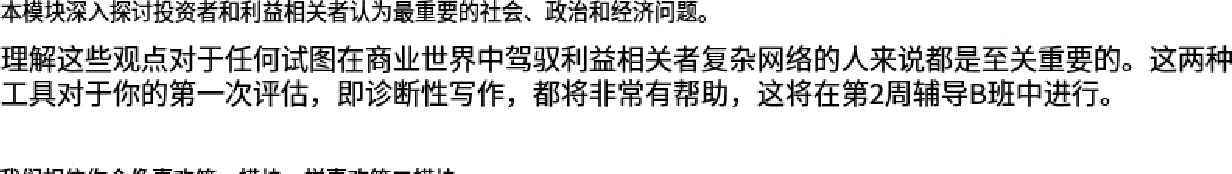 本模块深入探讨投资者和利益相关者认为最重要的社会、政治和经济问题。
理解这些观点对于任何试图在商业世界中驾驭利益相关者复杂网络的人来说都是至关重要的。这两种
工具对于你的第一次评估，即诊断性写作，都将非常有帮助，这将在第2周辅导B班中进行。